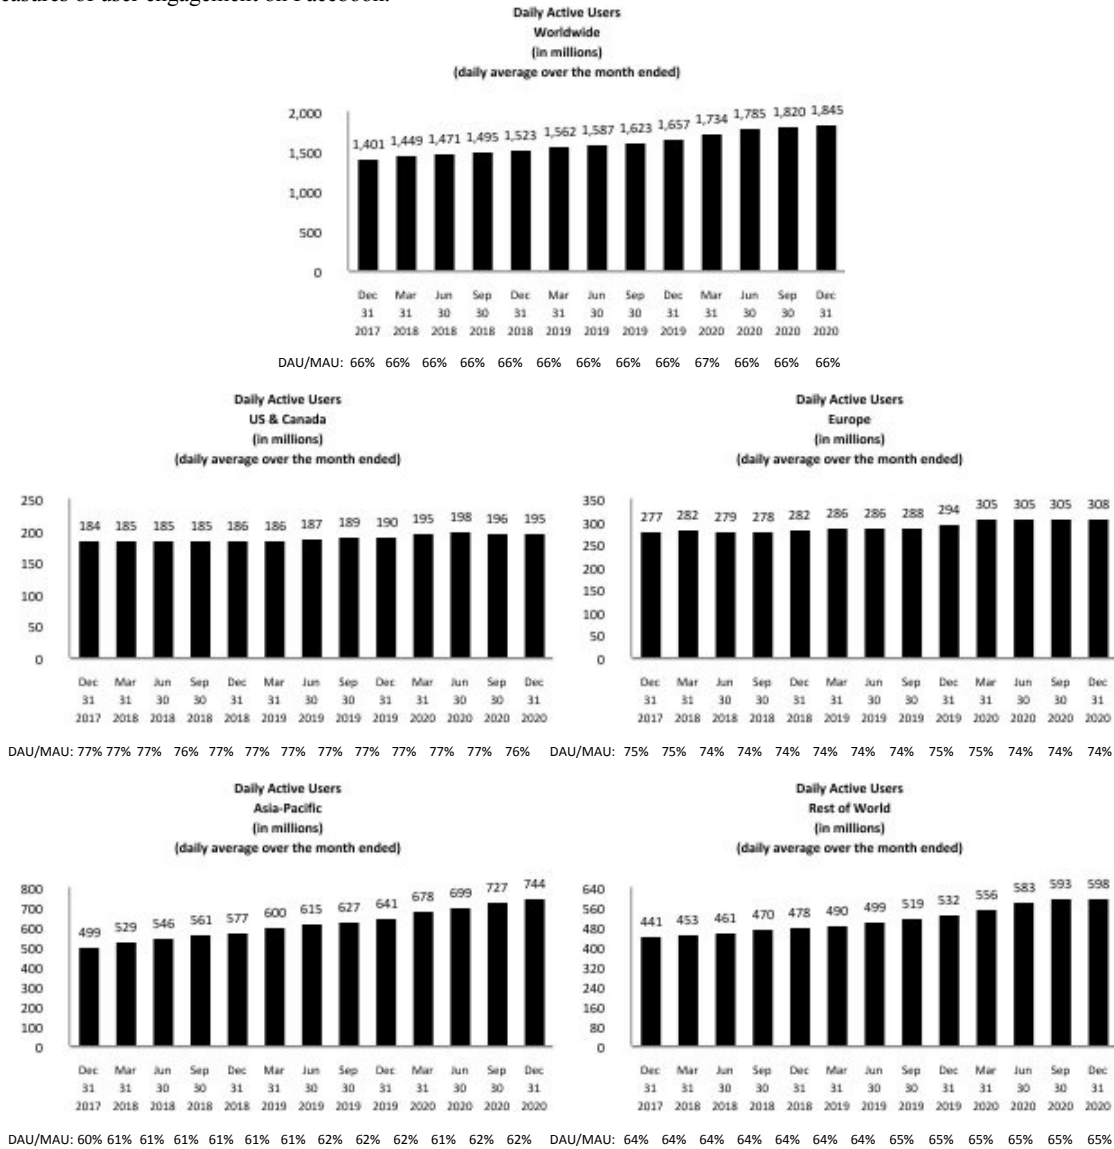 easures of user engagement on Facebook.
Daily Active Users
Worldwide
(in millions)
(daily average over the month ended)
2,000
1,500
1,000
500
0
1,401 1,449 1,471 1,495 1,523 1,562 1,587 1,623 1,657 1,734 1,785 1,820 1,845
Dec Mar Jun Sep Dec Mar Jun Sep Dec Mar Jun Sep Dec
31 31 30 30 31 31 30 30 31 31 30 30 31
2017 2018 2018 2018 2018 2019 2019 2019 2019 2020 2020 2020 2020
DAU/MAU: 66% 66% 66% 66% 66% 66% 66% 66% 66% 67% 66% 66% 66%
Daily Active Users
US & Canada
(in millions)
(daily average over the month ended)
250
200
150
100
50
0
184 185 185 185 186 186 187 189 190 195 198 196 195
Dec Mar Jun Sep Dec Mar Jun Sep Dec Mar Jun Sep Dec
31 31 30 30 31 31 30 30 31 31 30 30 31
2017 2018 2018 2018 2018 2019 2019 2019 2019 2020 2020 2020 2020
DAU/MAU: 77% 77% 77% 76% 77% 77% 77% 77% 77% 77% 77% 77% 76%
Daily Active Users
Europe
(in millions)
(daily average over the month ended)
350
300
250
200
150
100
50
0
277 282 279 278 282 286 286 288 294 305 305 305 308
Dec Mar Jun Sep Dec Mar Jun Sep Dec Mar Jun Sep Dec
31 31 30 30 31 31 30 30 31 31 30 30 31
2017 2018 2018 2018 2018 2019 2019 2019 2019 2020 2020 2020 2020
DAU/MAU: 75% 75% 74% 74% 74% 74% 74% 74% 75% 75% 74% 74% 74%
Daily Active Users
Asia-Pacific
(in millions)
(daily average over the month ended)
800
700
600
500
400
300
200
100
0
499 529 546 561 577 600 615 627 641 678 699 727 744
Dec Mar Jun Sep Dec Mar Jun Sep Dec Mar Jun Sep Dec
31 31 30 30 31 31 30 30 31 31 30 30 31
2017 2018 2018 2018 2018 2019 2019 2019 2019 2020 2020 2020 2020
DAU/MAU: 60% 61% 61% 61% 61% 61% 61% 62% 62% 62% 61% 62% 62%
Daily Active Users
Rest of World
(in millions)
(daily average over the month ended)
640
560
480
400
320
240
160
80
0
441 453 461 470 478 490 499 519 532 556 583 593 598
Dec Mar Jun Sep Dec Mar Jun Sep Dec Mar Jun Sep Dec
31 31 30 30 31 31 30 30 31 31 30 30 31
2017 2018 2018 2018 2018 2019 2019 2019 2019 2020 2020 2020 2020
DAU/MAU: 64% 64% 64% 64% 64% 64% 64% 65% 65% 65% 65% 65% 65%